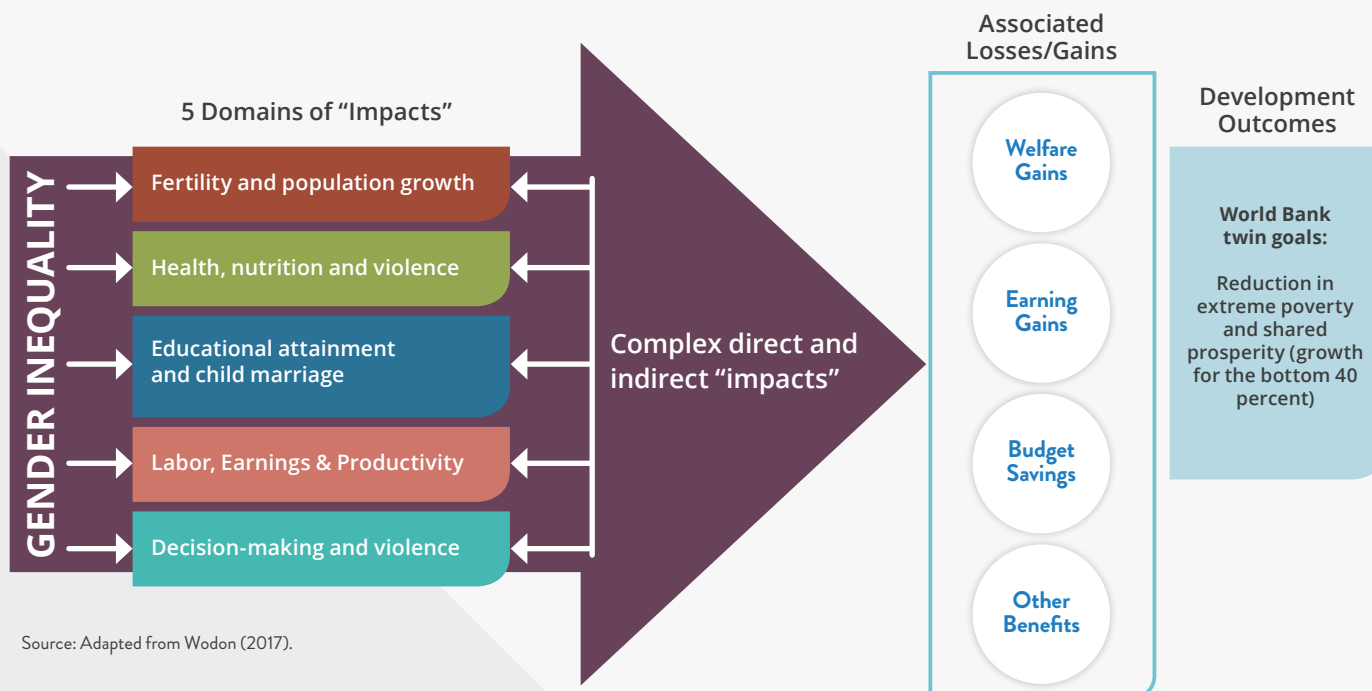 5 Domains of “Impacts”
GENDER INEQUALITY
Fertility and population growth
Health, nutrition and violence
Educational attainment
and child marriage
Labor, Earnings & Productivity
Decision-making and violence
Complex direct and
indirect “impacts”
Associated
Losses/Gains
Welfare
Gains
Earning
Gains
Budget
Savings
Other
Benefits
Development
Outcomes
World Bank
twin goals:
Reduction in
extreme poverty
and shared
prosperity (growth
for the bottom 40
percent)
Source: Adapted from Wodon (2017).